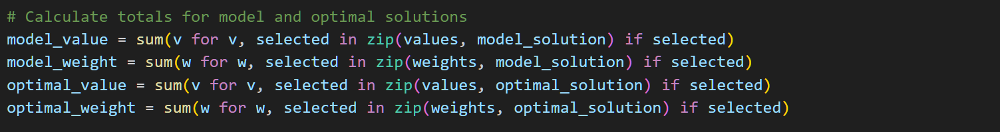 # Calculate totals for model and optimal solutions
model_value = sum(v for v, selected in zip(values, model_solution) if selected)
model_weight = sum(w for w, selected in zip(weights, model_solution) if selected)
optimal_value = sum(v for v, selected in zip(values, optimal_solution) if selected)
optimal_weight = sum(w for w, selected in zip(weights, optimal_solution) if selected)